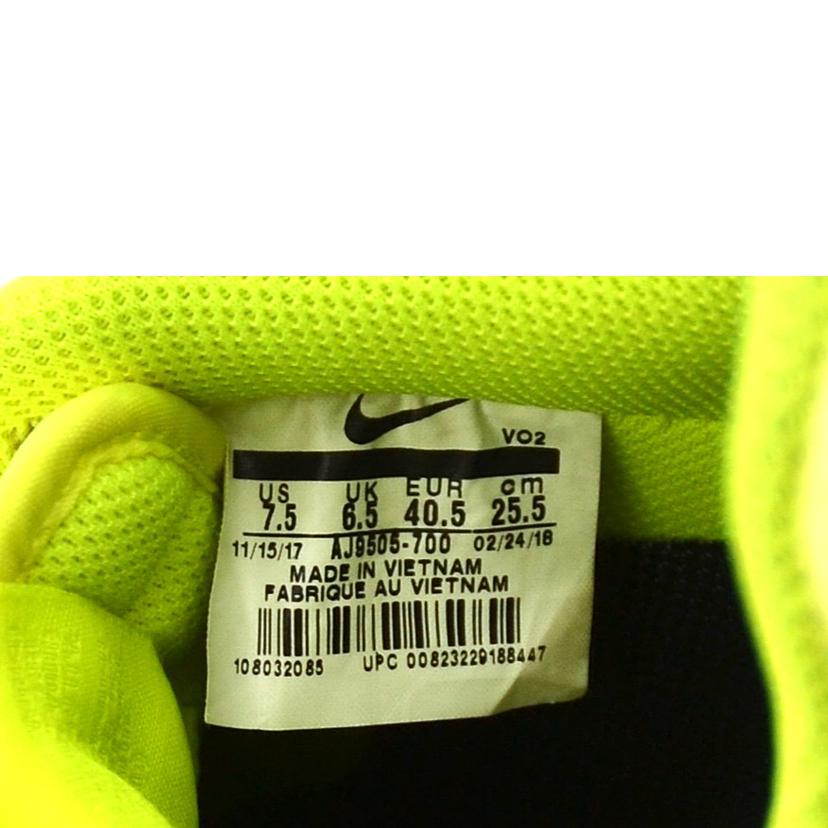 VO2
US UK EUR cm
7.5 6.5 40.5 25.5
11/15/17 AJ9505-700 02/24/18
MADE IN VIETNAM
FABRIQUE AU VIETNAM
108032085 UPC 00823229188447